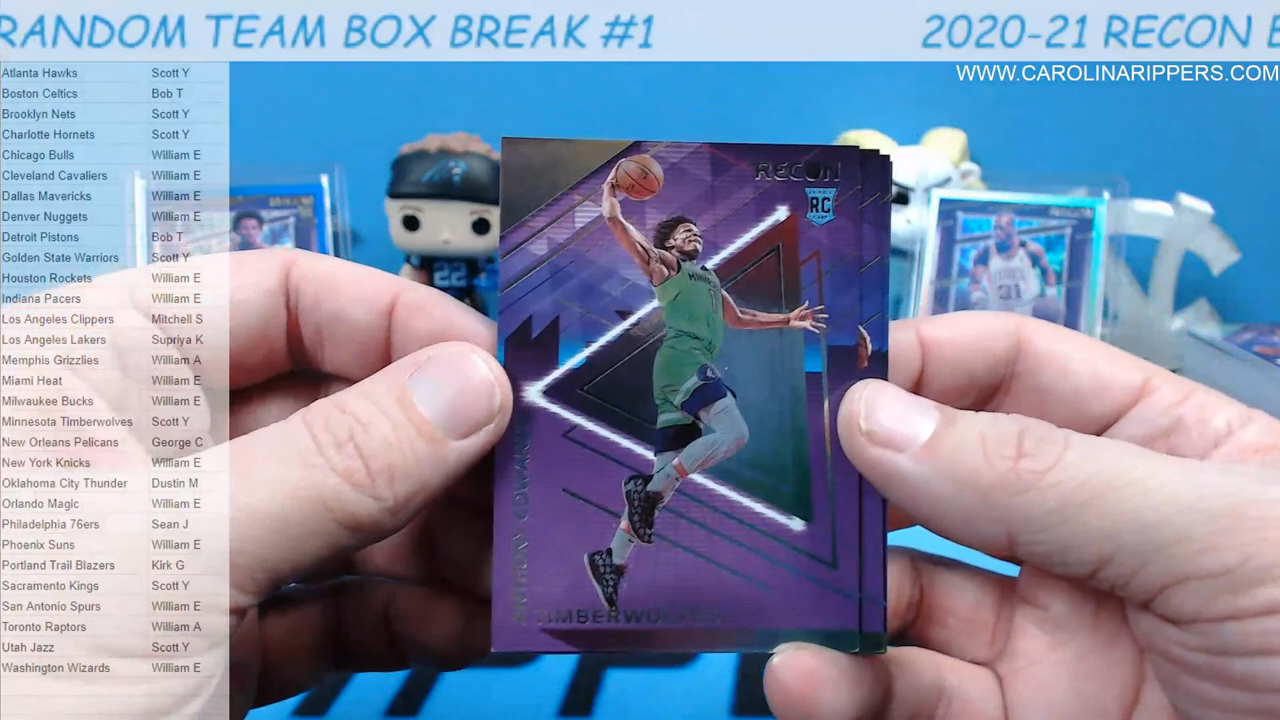 RANDOM TEAM BOX BREAK #1
2020-21 RECON
WWW.CAROLINARIPPERS.COM
Atlanta Hawks Scott Y
Boston Celtics Bob T
Brooklyn Nets Scott Y
Charlotte Hornets Scott Y
Chicago Bulls William E
Cleveland Cavaliers William E
Dallas Mavericks William E
Denver Nuggets William E
Detroit Pistons Bob T
Golden State Warriors Scott Y
Houston Rockets William E
Indiana Pacers William E
Los Angeles Clippers Mitchell S
Los Angeles Lakers Supriya K
Memphis Grizzlies William A
Miami Heat William E
Milwaukee Bucks William E
Minnesota Timberwolves Scott Y
New Orleans Pelicans George C
New York Knicks William E
Oklahoma City Thunder Dustin M
Orlando Magic William E
Philadelphia 76ers Sean J
Phoenix Suns William E
Portland Trail Blazers Kirk G
Sacramento Kings Scott Y
San Antonio Spurs William E
Toronto Raptors William A
Utah Jazz Scott Y
Washington Wizards William E
RECON
RC
ANTHONY EDWARDS
TIMBERWOLVES
22
31